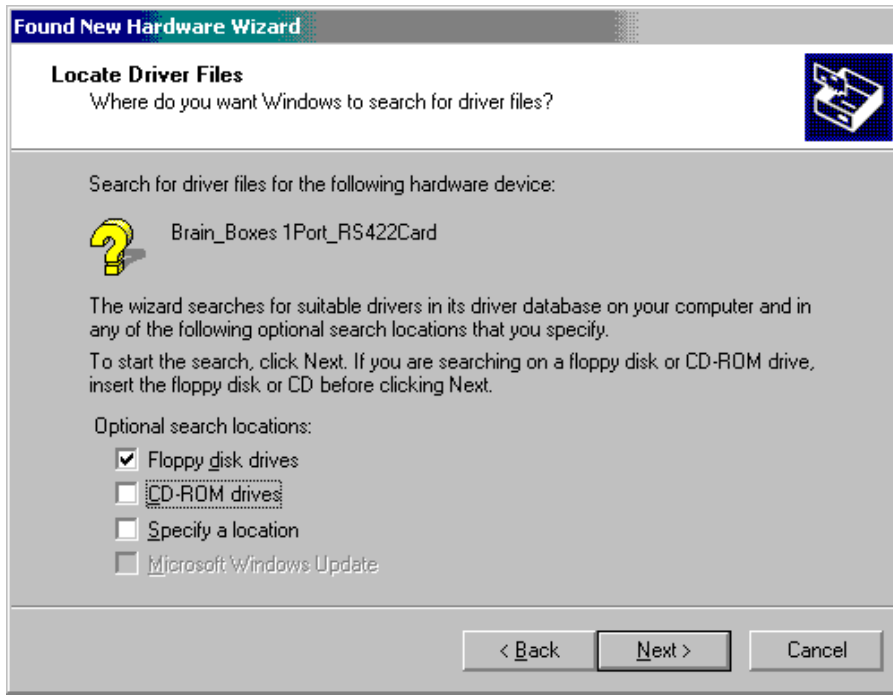 Found New Hardware Wizard
Locate Driver Files
Where do you want Windows to search for driver files?
Search for driver files for the following hardware device:
Brain_Boxes 1Port_RS422Card
The wizard searches for suitable drivers in its driver database on your computer and in
any of the following optional search locations that you specify.
To start the search, click Next. If you are searching on a floppy disk or CD-ROM drive,
insert the floppy disk or CD before clicking Next.
Optional search locations:
Floppy disk drives
CD-ROM drives
Specify a location
Microsoft Windows Update
< Back Next > Cancel